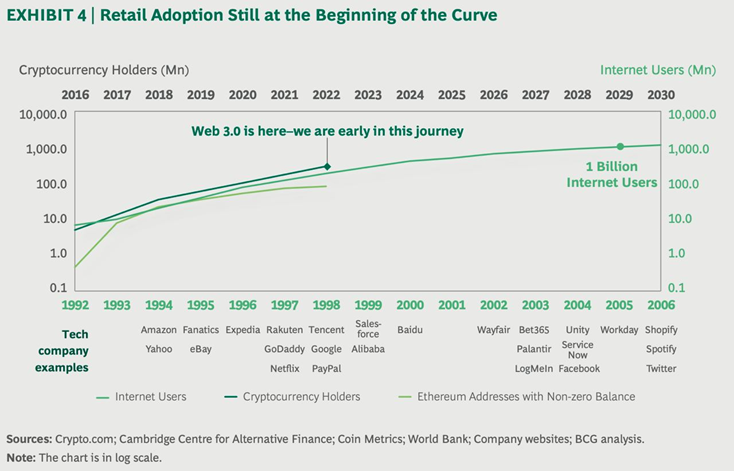 EXHIBIT 4 | Retail Adoption Still at the Beginning of the Curve
Cryptocurrency Holders (Mn) Internet Users (Mn)
2016 2017 2018 2019 2020 2021 2022 2023 2024 2025 2026 2027 2028 2029 2030
10,000.0 10,000.0
Web 3.0 is here–we are early in this journey
1,000.0 1,000.0
1 Billion
Internet Users
100.0 100.0
10.0 10.0
1.0 1.0
0.1 0.1
1992 1993 1994 1995 1996 1997 1998 1999 2000 2001 2002 2003 2004 2005 2006
Tech
company
examples
Amazon
Yahoo
Fanatics
eBay
Expedia
Rakuten
GoDaddy
Netflix
Tencent
Google
PayPal
Sales-
force
Alibaba
Baidu
Wayfair
Bet365
Palantir
LogMeIn
Unity
Service
Now
Facebook
Workday
Shopify
Spotify
Twitter
Internet Users Cryptocurrency Holders Ethereum Addresses with Non-zero Balance
Sources: Crypto.com; Cambridge Centre for Alternative Finance; Coin Metrics; World Bank; Company websites; BCG analysis.
Note: The chart is in log scale.